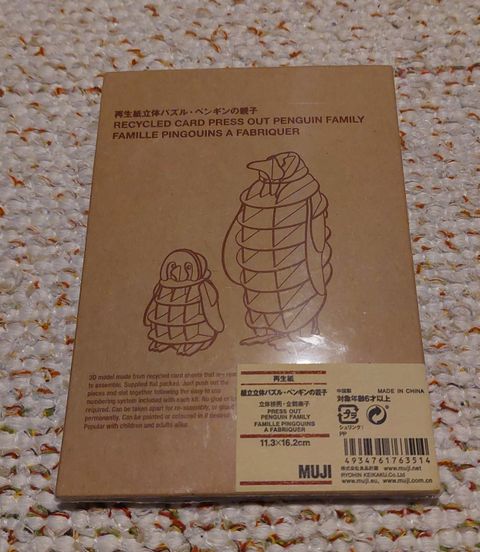 再生紙立体パズル・ペンギンの親子
RECYCLED CARD PRESS OUT PENGUIN FAMILY
FAMILLE PINGOUINS A FABRIQUER
3D model made from recycled card sheets that are
to assemble. Supplied flat packed. Just push out the
pieces and slot together following the easy to use
numbering system included with each kit. No glue or
required. Can be taken apart for re-assembly, or glued
permanently. Can be painted or coloured in if desired.
Popular with children and adults alike.
再生紙
組立立体パズル・ペンギンの親子
立体拼图・企鹅亲子
PRESS OUT
PENGUIN FAMILY
FAMILLE PINGOUINS
A FABRIQUER
11.3×16.2cm
MUJI
中国製 MADE IN CHINA
対象年齢6才以上
プラ
シュリンク:
PP
4934761763514
株式会社良品計画 www.muji.net
RYOHIN KEIKAKU Co.Ltd
www.muji.eu, www.muji.com.cn